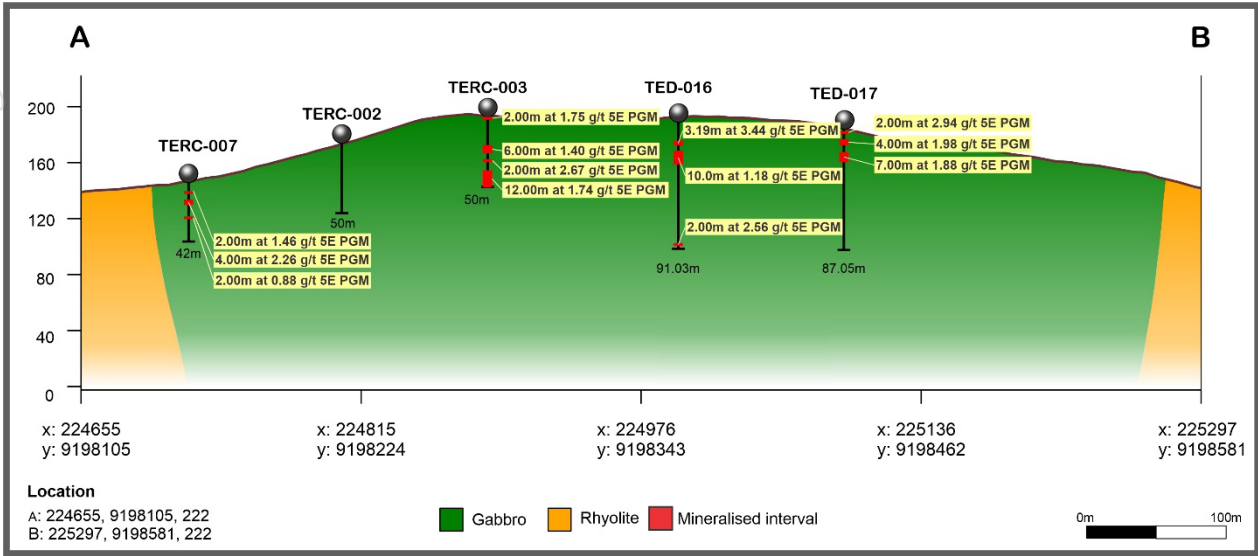 A
B
TERC-007
TERC-002
TERC-003
TED-016
TED-017
200
160
120
80
40
0
2.00m at 1.75 g/t 5E PGM
6.00m at 1.40 g/t 5E PGM
2.00m at 2.67 g/t 5E PGM
12.00m at 1.74 g/t 5E PGM
50m
3.19m at 3.44 g/t 5E PGM
10.0m at 1.18 g/t 5E PGM
2.00m at 2.56 g/t 5E PGM
91.03m
2.00m at 2.94 g/t 5E PGM
4.00m at 1.98 g/t 5E PGM
7.00m at 1.88 g/t 5E PGM
87.05m
50m
42m
2.00m at 1.46 g/t 5E PGM
4.00m at 2.26 g/t 5E PGM
2.00m at 0.88 g/t 5E PGM
x: 224655
y: 9198105
x: 224815
y: 9198224
x: 224976
y: 9198343
x: 225136
y: 9198462
x: 225297
y: 9198581
Location
A: 224655, 9198105, 222
B: 225297, 9198581, 222
Gabbro
Rhyolite
Mineralised interval
0m
100m